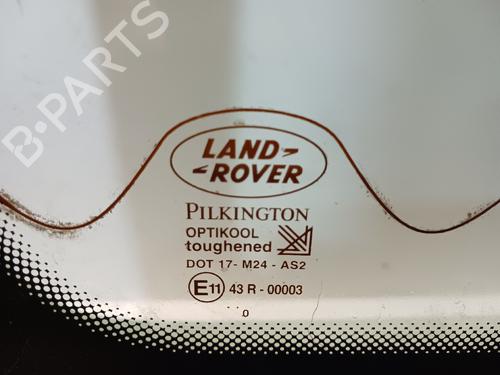 B-PARTS
LAND-
-ROVER
PILKINGTON
OPTIKOOL
toughened
DOT 17- M24 - AS2
E11 43 R - 00003
0